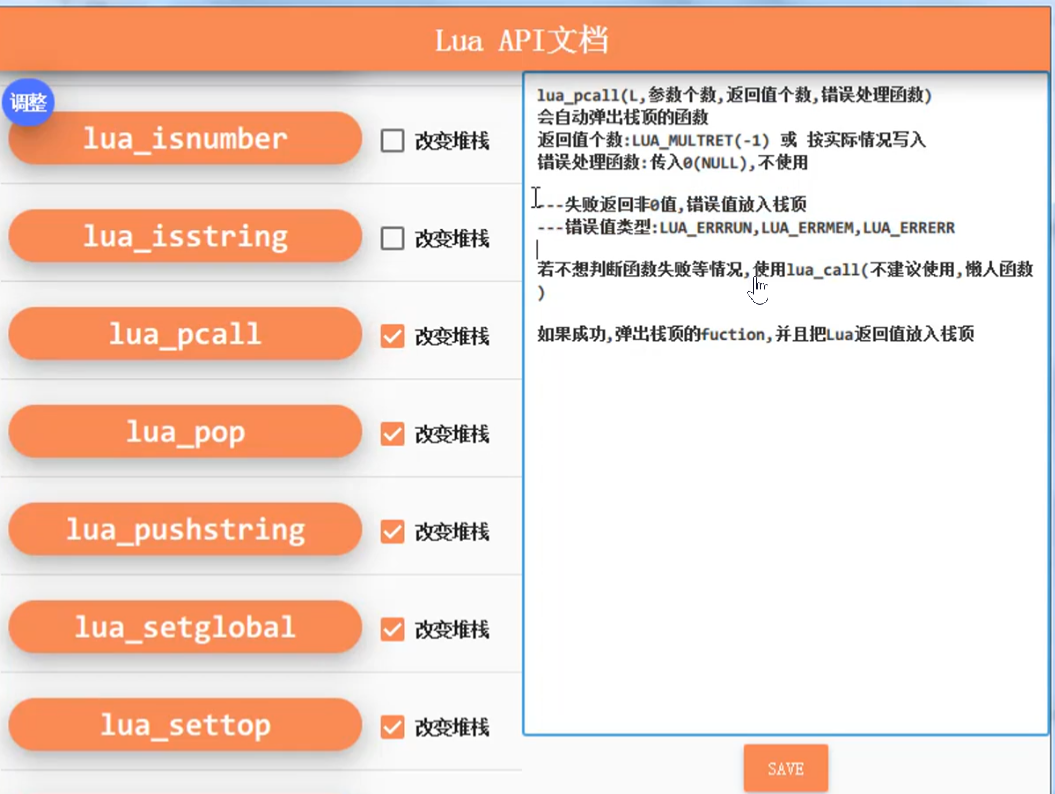 Lua API文档
调整
lua_isnumber
改变堆栈
lua_isstring
改变堆栈
lua_pcall
改变堆栈
lua_pop
改变堆栈
lua_pushstring
改变堆栈
lua_setglobal
改变堆栈
lua_settop
改变堆栈
lua_pcall(L,参数个数,返回值个数,错误处理函数)
会自动弹出栈顶的函数
返回值个数:LUA_MULTRET(-1) 或 按实际情况写入
错误处理函数:传入0(NULL),不使用
---失败返回非0值,错误值放入栈顶
---错误值类型:LUA_ERRRUN,LUA_ERRMEM,LUA_ERRERR
若不想判断函数失败等情况,使用lua_call(不建议使用,懒人函数
)
如果成功,弹出栈顶的fuction,并且把Lua返回值放入栈顶
SAVE